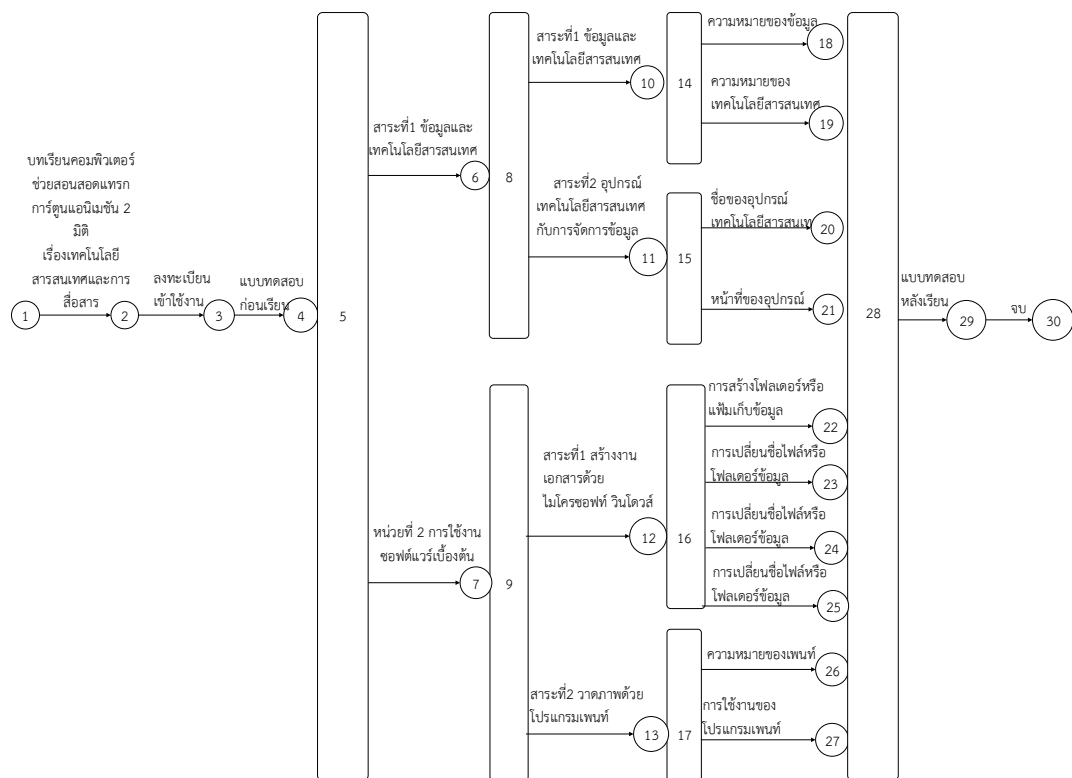 บทเรียนคอมพิวเตอร์
ช่วยสอนสอดแทรก
การ์ตูนแอนิเมชัน 2
มิติ
เรื่องเทคโนโลยี
สารสนเทศและการ
สื่อสาร
1
2
ลงทะเบียน
เข้าใช้งาน
3
แบบทดสอบ
ก่อนเรียน
4
5
สาระที่1 ข้อมูลและ
เทคโนโลยีสารสนเทศ
6
หน่วยที่ 2 การใช้งาน
ซอฟต์แวร์เบื้องต้น
7
8
9
สาระที่1 ข้อมูลและ
เทคโนโลยีสารสนเทศ
10
สาระที่2 อุปกรณ์
เทคโนโลยีสารสนเทศ
กับการจัดการข้อมูล
11
สาระที่1 สร้างงาน
เอกสารด้วย
ไมโครซอฟท์ วินโดวส์
12
สาระที่2 วาดภาพด้วย
โปรแกรมเพนท์
13
14
15
16
17
ความหมายของข้อมูล
18
ความหมายของ
เทคโนโลยีสารสนเทศ
19
ชื่อของอุปกรณ์
เทคโนโลยีสารสนเทศ
20
หน้าที่ของอุปกรณ์
21
การสร้างโฟลเดอร์หรือ
แฟ้มเก็บข้อมูล
22
การเปลี่ยนชื่อไฟล์หรือ
โฟลเดอร์ข้อมูล
23
การเปลี่ยนชื่อไฟล์หรือ
โฟลเดอร์ข้อมูล
24
การเปลี่ยนชื่อไฟล์หรือ
โฟลเดอร์ข้อมูล
25
ความหมายของเพนท์
26
การใช้งานของ
โปรแกรมเพนท์
27
28
แบบทดสอบ
หลังเรียน
29
จบ
30